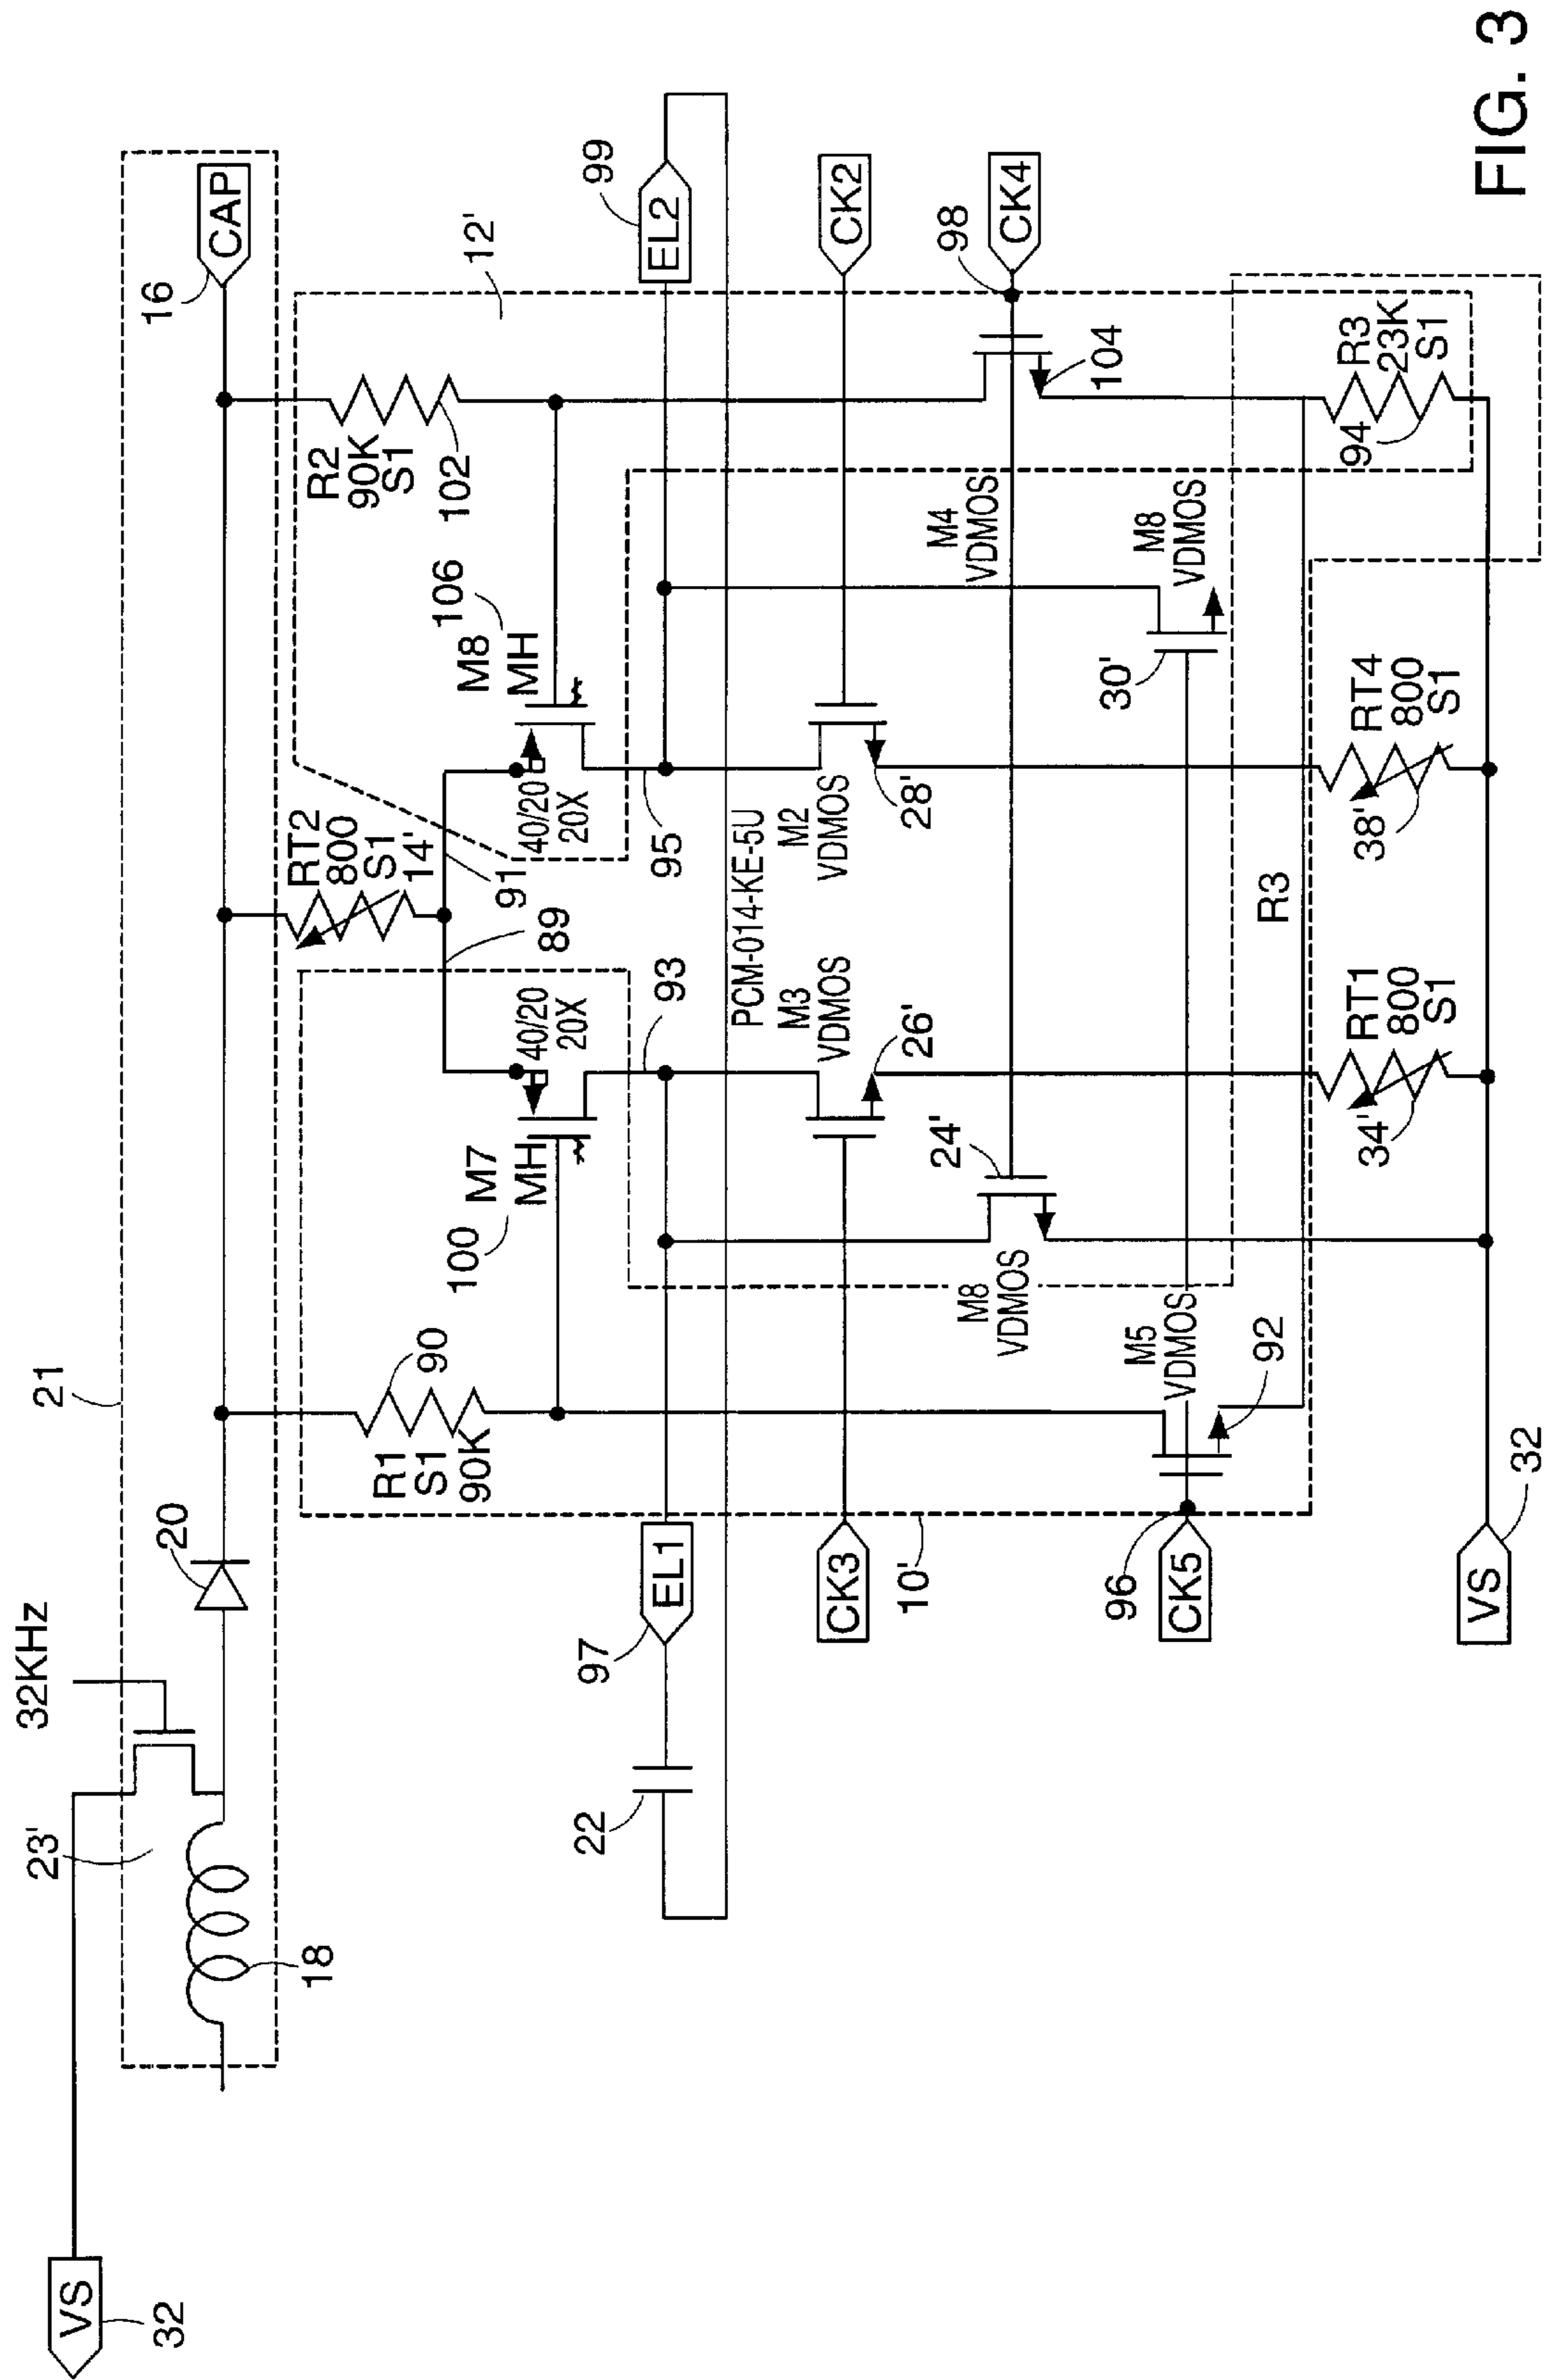 FIG. 3
21
32KHz
VS
32
23'
18
20
16
CAP
R1
S1
90K
90
RT2
800
S1
14'
R2
90K
S1
102
12'
89
91
100
M7
MH
40/20
20X
M8
MH
106
40/20
20X
93
95
22
97
EL1
EL2
99
PCM-014-KE-5U
M3
VDMOS
M2
VDMOS
CK3
26'
28'
CK2
10'
24'
M8
VDMOS
M4
VDMOS
98
CK4
104
96
CK5
M5
VDMOS
92
30'
M8
VDMOS
R3
RT1
800
S1
34'
RT4
800
S1
38'
R3
23K
S1
94
VS
32